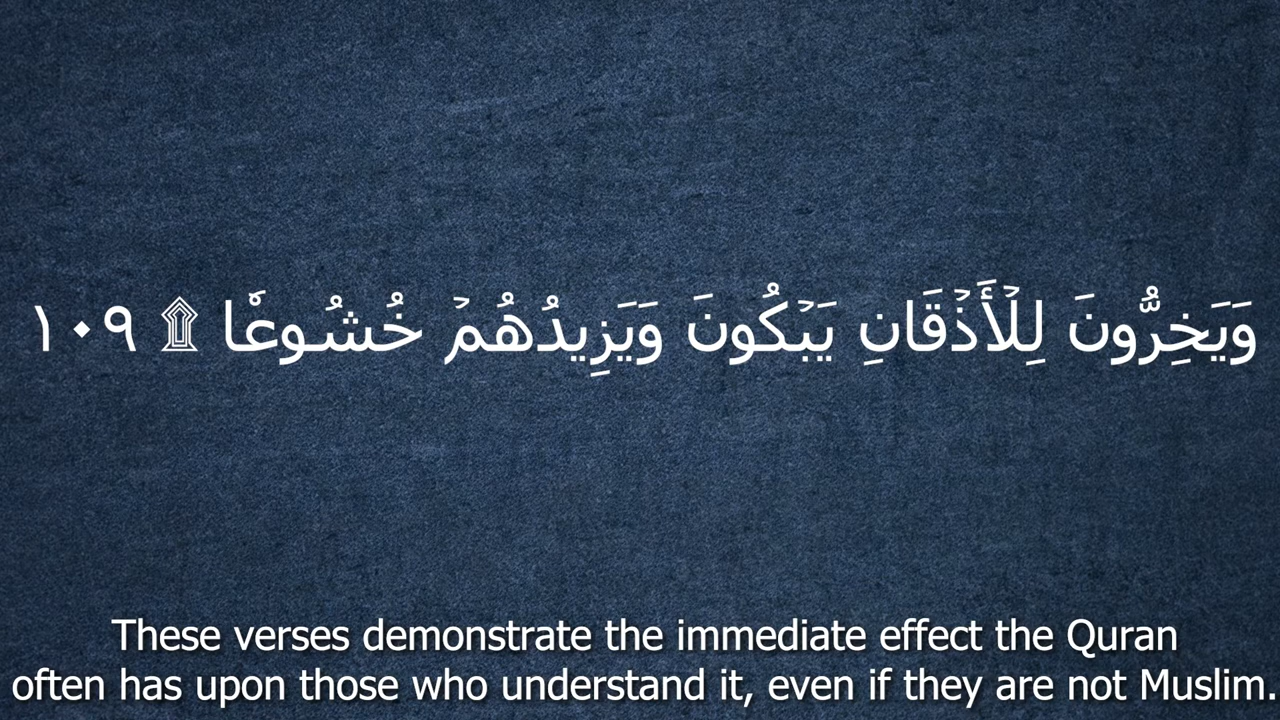 وَيَخِرُّونَ لِلۡأَذۡقَانِ يَبۡكُونَ وَيَزِيدُهُمۡ خُشُوعٗا ۩ ١٠٩
These verses demonstrate the immediate effect the Quran
often has upon those who understand it, even if they are not Muslim.